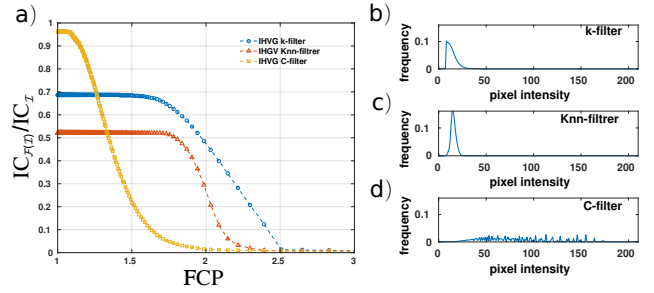 a)
1
0.9
0.8
0.7
0.6
0.5
0.4
0.3
0.2
0.1
0
IC_{F(I)}/IC_I
IHVG k-filter
IHGV Knn-filtrer
IHVG C-filter
1 1.5 2 2.5 3
FCP
b)
k-filter
0.1
0
frequency
0 50 100 150 200
pixel intensity
c)
Knn-filtrer
0.1
0
frequency
0 50 100 150 200
pixel intensity
d)
C-filter
0.1
0
frequency
0 50 100 150 200
pixel intensity